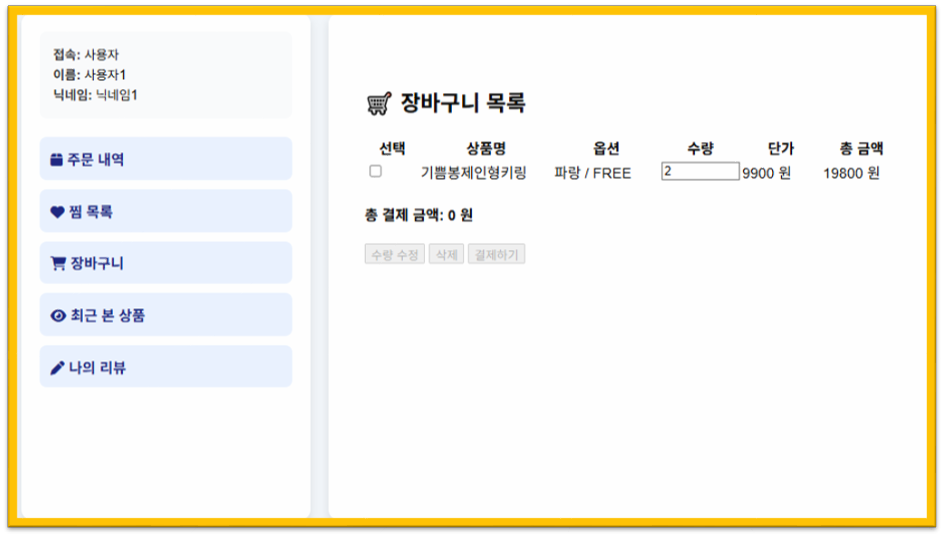 접속: 사용자
이름: 사용자1
닉네임: 닉네임1
주문 내역
찜 목록
장바구니
최근 본 상품
나의 리뷰
장바구니 목록
선택 상품명 옵션 수량 단가 총 금액
기쁨봉제인형키링 파랑 / FREE 2 9900 원 19800 원
총 결제 금액: 0 원
수량 수정 삭제 결제하기